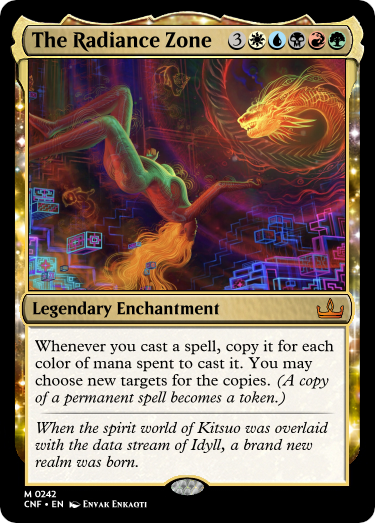 The Radiance Zone 3
Legendary Enchantment
Whenever you cast a spell, copy it for each
color of mana spent to cast it. You may
choose new targets for the copies. (A copy
of a permanent spell becomes a token.)
When the spirit world of Kitsuo was overlaid
with the data stream of Idyll, a brand new
realm was born.
M 0242
CNF • EN Envak Enkaoti